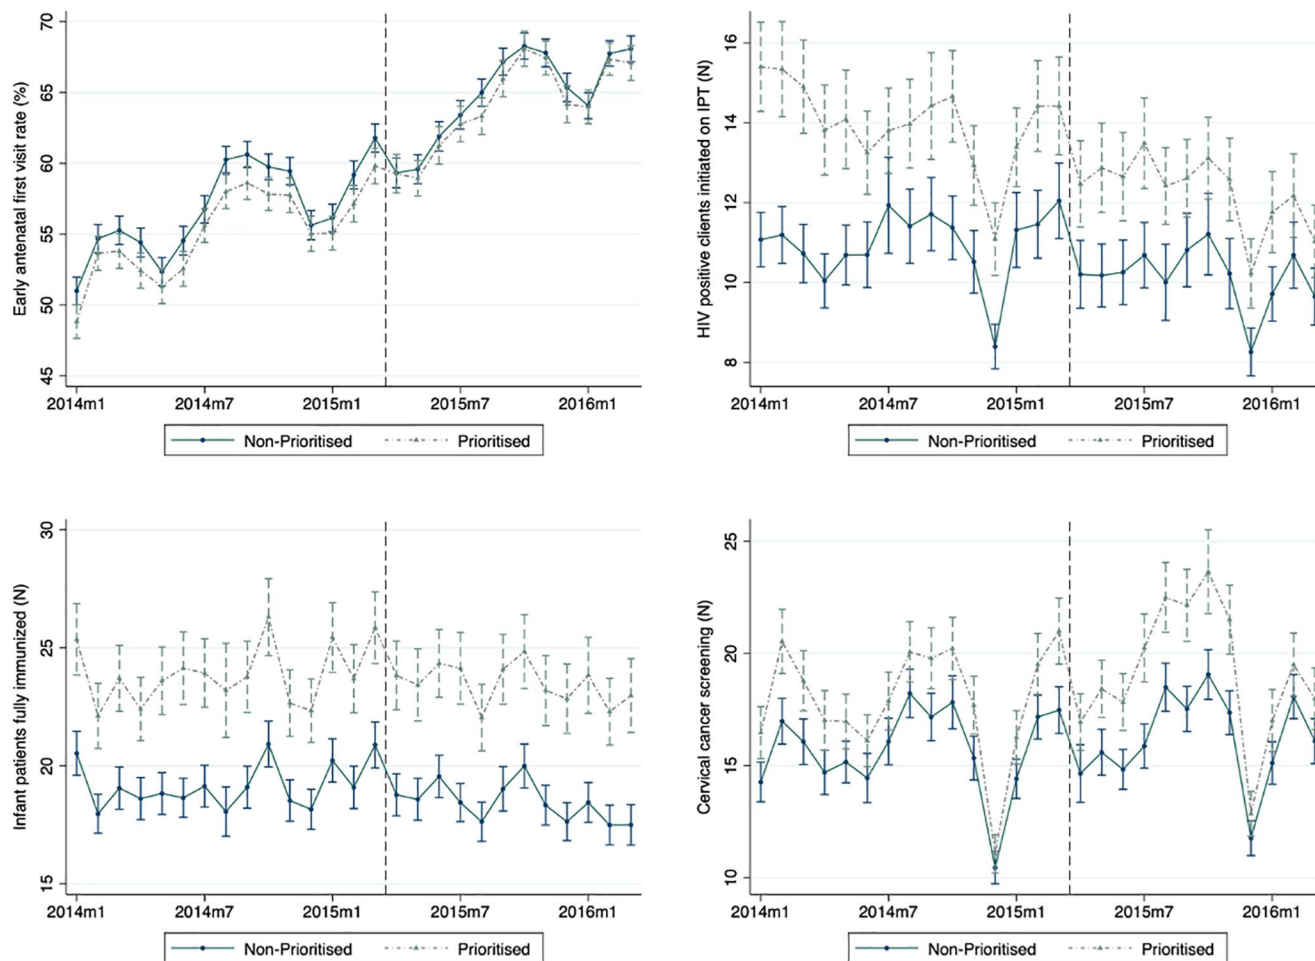 Early antenatal first visit rate (%)
70
65
60
55
50
45
2014m1 2014m7 2015m1 2015m7 2016m1
Non-Prioritised Prioritised
HIV positive clients initiated on IPT (N)
16
14
12
10
8
2014m1 2014m7 2015m1 2015m7 2016m1
Non-Prioritised Prioritised
Infant patients fully immunized (N)
30
25
20
15
2014m1 2014m7 2015m1 2015m7 2016m1
Non-Prioritised Prioritised
Cervical cancer screening (N)
25
20
15
10
2014m1 2014m7 2015m1 2015m7 2016m1
Non-Prioritised Prioritised